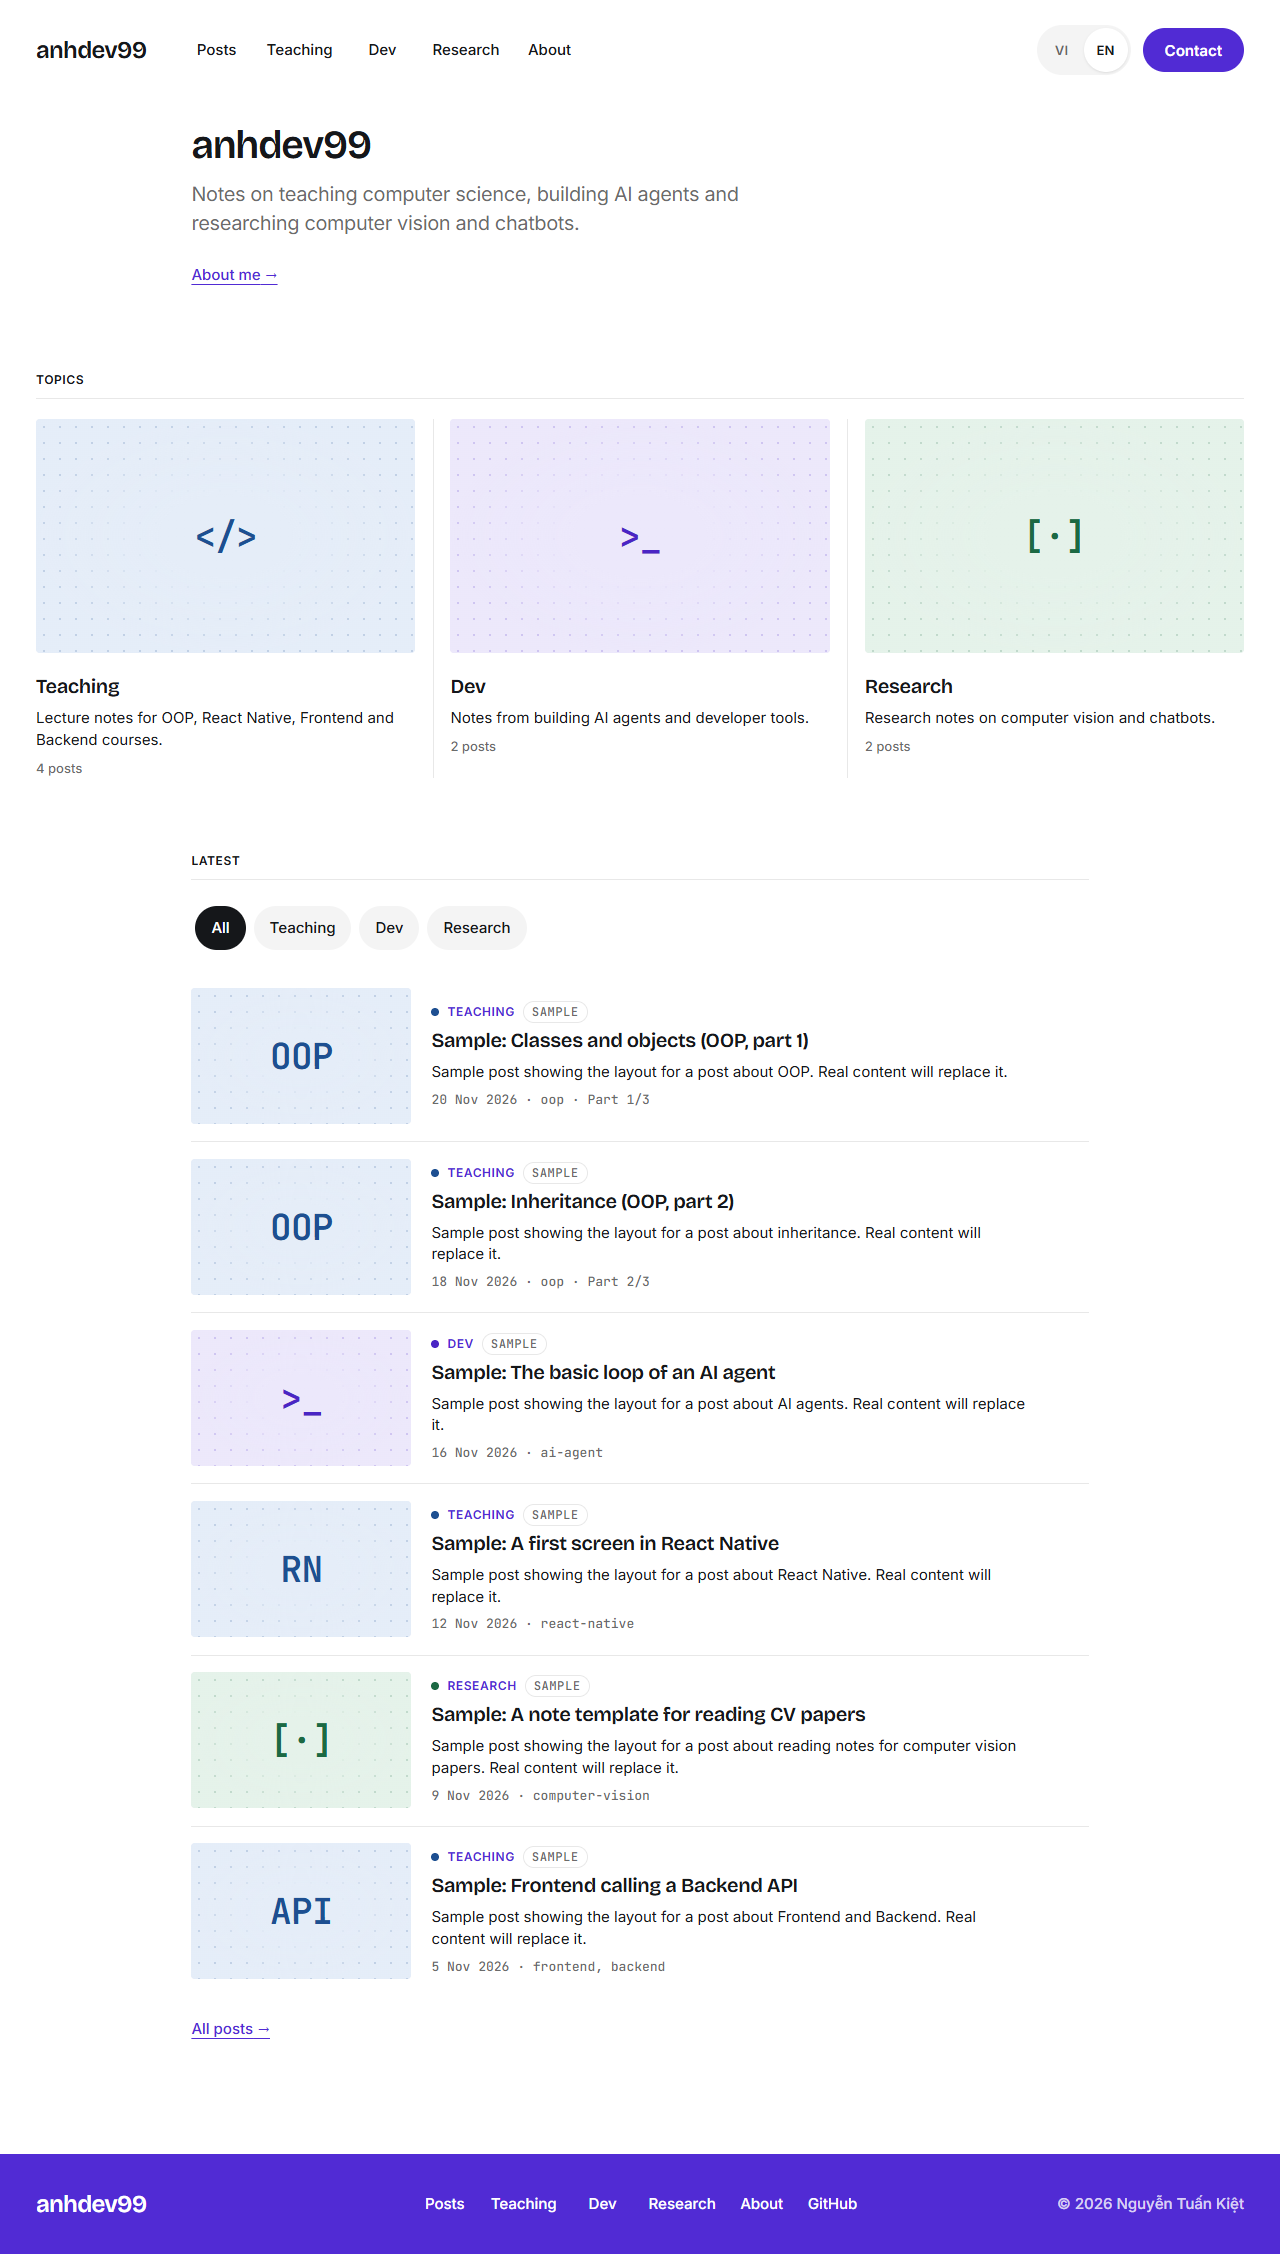 anhdev99
Posts Teaching Dev Research About
VI EN Contact
anhdev99
Notes on teaching computer science, building AI agents and
researching computer vision and chatbots.
About me →
TOPICS
</>
>_
[·]
Teaching
Lecture notes for OOP, React Native, Frontend and
Backend courses.
4 posts
Dev
Notes from building AI agents and developer tools.
2 posts
Research
Research notes on computer vision and chatbots.
2 posts
LATEST
All Teaching Dev Research
OOP
TEACHING SAMPLE
Sample: Classes and objects (OOP, part 1)
Sample post showing the layout for a post about OOP. Real content will replace it.
20 Nov 2026 · oop · Part 1/3
OOP
TEACHING SAMPLE
Sample: Inheritance (OOP, part 2)
Sample post showing the layout for a post about inheritance. Real content will
replace it.
18 Nov 2026 · oop · Part 2/3
>_
DEV SAMPLE
Sample: The basic loop of an AI agent
Sample post showing the layout for a post about AI agents. Real content will replace
it.
16 Nov 2026 · ai-agent
RN
TEACHING SAMPLE
Sample: A first screen in React Native
Sample post showing the layout for a post about React Native. Real content will
replace it.
12 Nov 2026 · react-native
[·]
RESEARCH SAMPLE
Sample: A note template for reading CV papers
Sample post showing the layout for a post about reading notes for computer vision
papers. Real content will replace it.
9 Nov 2026 · computer-vision
API
TEACHING SAMPLE
Sample: Frontend calling a Backend API
Sample post showing the layout for a post about Frontend and Backend. Real
content will replace it.
5 Nov 2026 · frontend, backend
All posts →
anhdev99
Posts Teaching Dev Research About GitHub
© 2026 Nguyễn Tuấn Kiệt